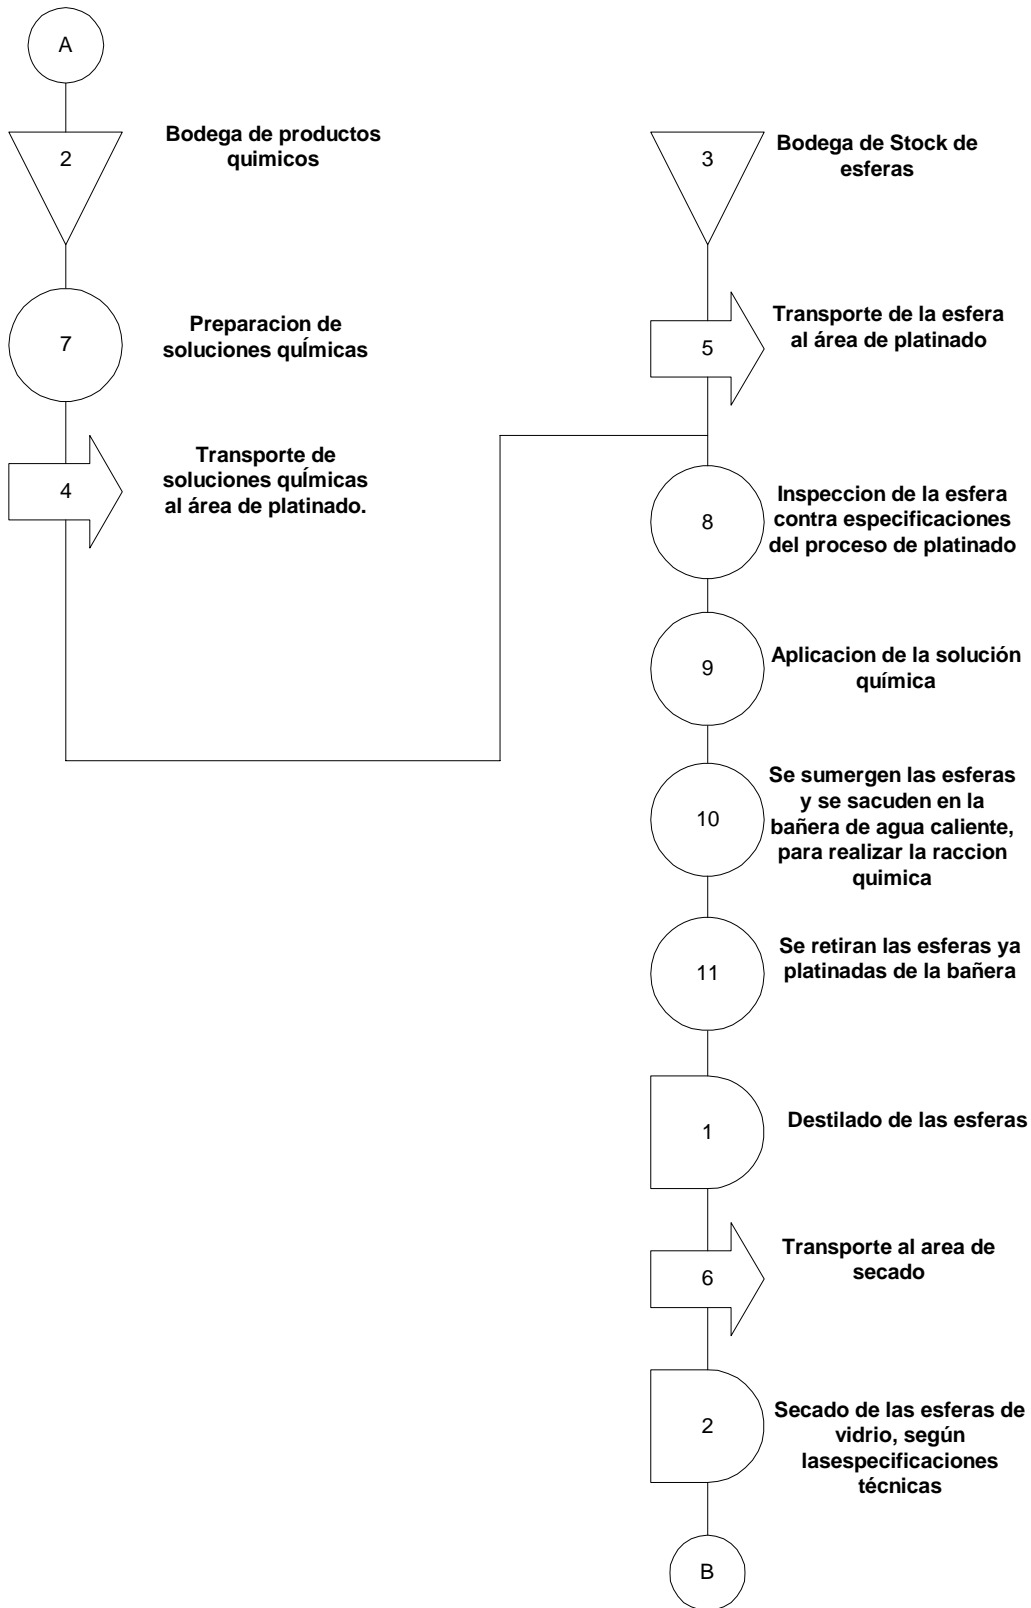 A
2
Bodega de productos
quimicos
7
Preparacion de
soluciones quÍmicas
4
Transporte de
soluciones quÍmicas
al área de platinado.
3
Bodega de Stock de
esferas
5
Transporte de la esfera
al área de platinado
8
Inspeccion de la esfera
contra especificaciones
del proceso de platinado
9
Aplicacion de la solución
química
10
Se sumergen las esferas
y se sacuden en la
bañera de agua caliente,
para realizar la raccion
quimica
11
Se retiran las esferas ya
platinadas de la bañera
1
Destilado de las esferas
6
Transporte al area de
secado
2
Secado de las esferas de
vidrio, según
lasespecificaciones
técnicas
B